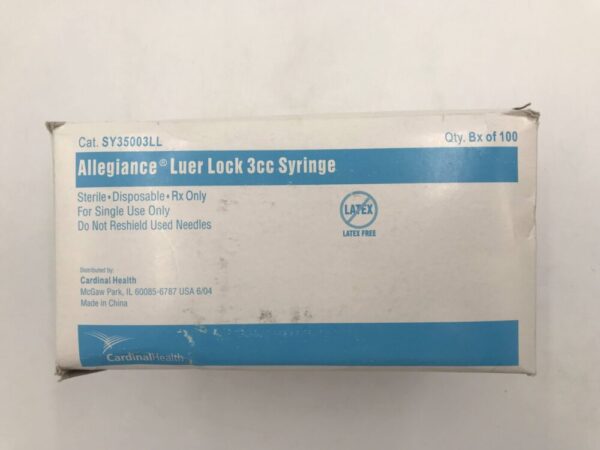 Cat. SY35003LL
Qty. Bx of 100
Allegiance® Luer Lock 3cc Syringe
Sterile•Disposable•Rx Only
For Single Use Only
Do Not Reshield Used Needles
LATEX
LATEX FREE
Distributed by:
Cardinal Health
McGaw Park, IL 60085-6787 USA 6/04
Made in China
CardinalHealth